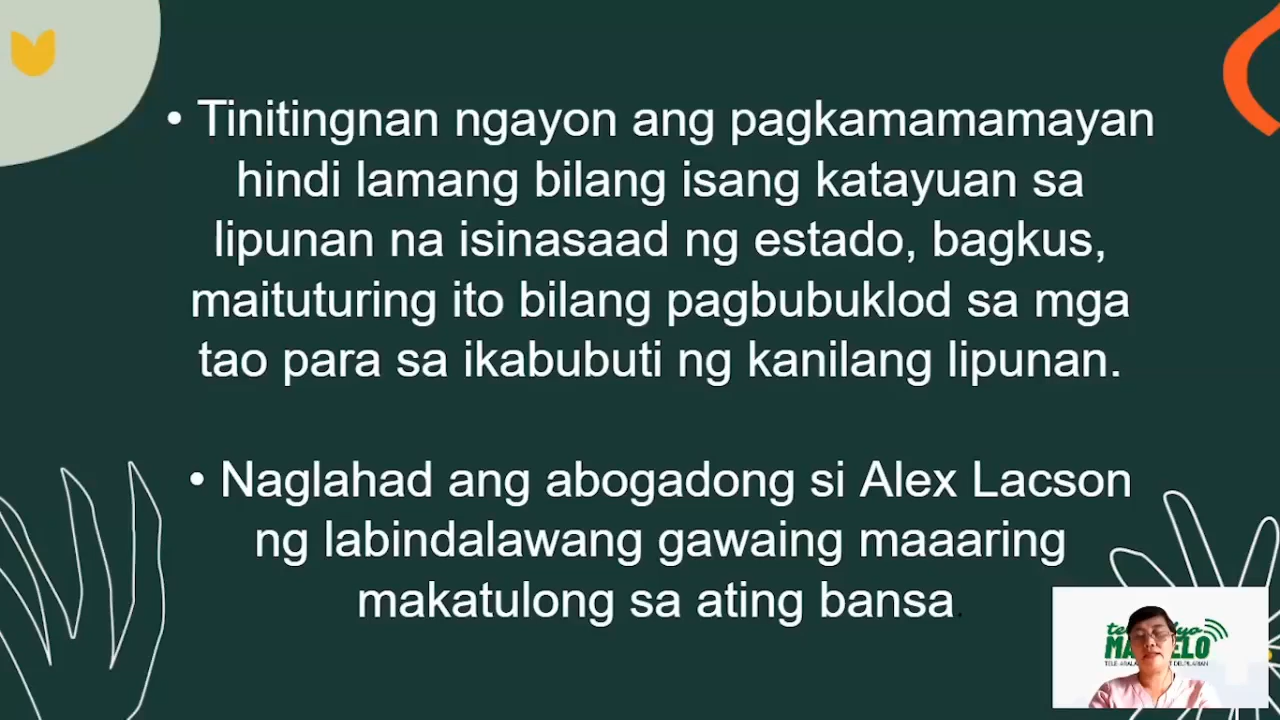 • Tinitingnan ngayon ang pagkamamamayan
hindi lamang bilang isang katayuan sa
lipunan na isinasaad ng estado, bagkus,
maituturing ito bilang pagbubuklod sa mga
tao para sa ikabubuti ng kanilang lipunan.
• Naglahad ang abogadong si Alex Lacson
ng labindalawang gawaing maaaring
makatulong sa ating bansa.